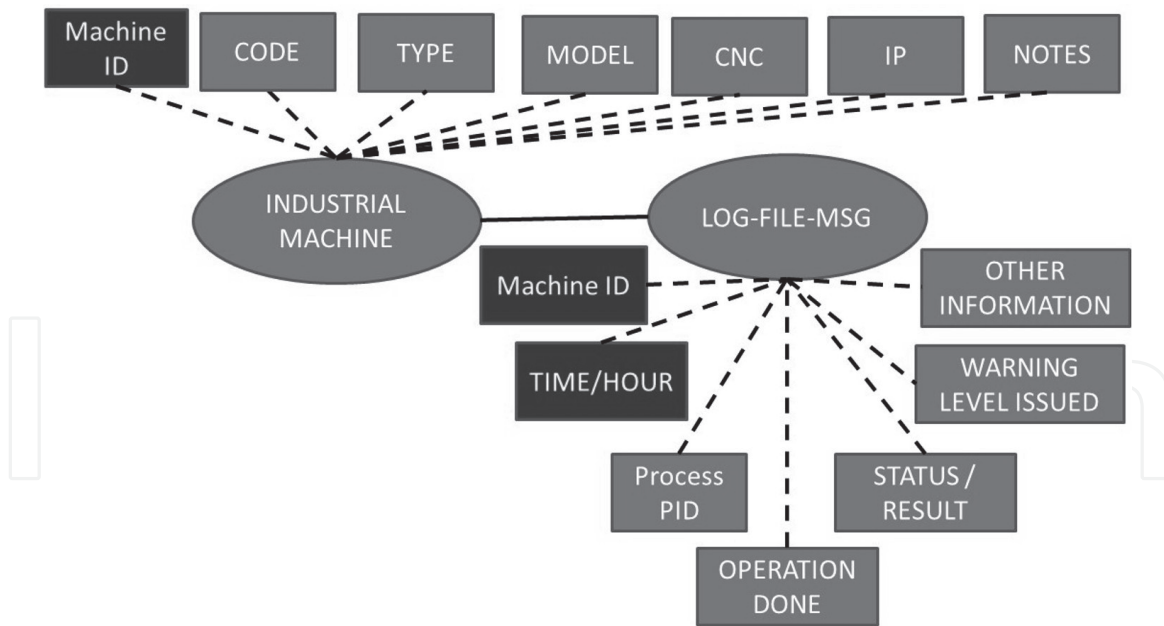 Machine
ID
CODE
TYPE
MODEL
CNC
IP
NOTES
INDUSTRIAL
MACHINE
LOG-FILE-MSG
Machine ID
OTHER
INFORMATION
TIME/HOUR
WARNING
LEVEL ISSUED
Process
PID
STATUS /
RESULT
OPERATION
DONE